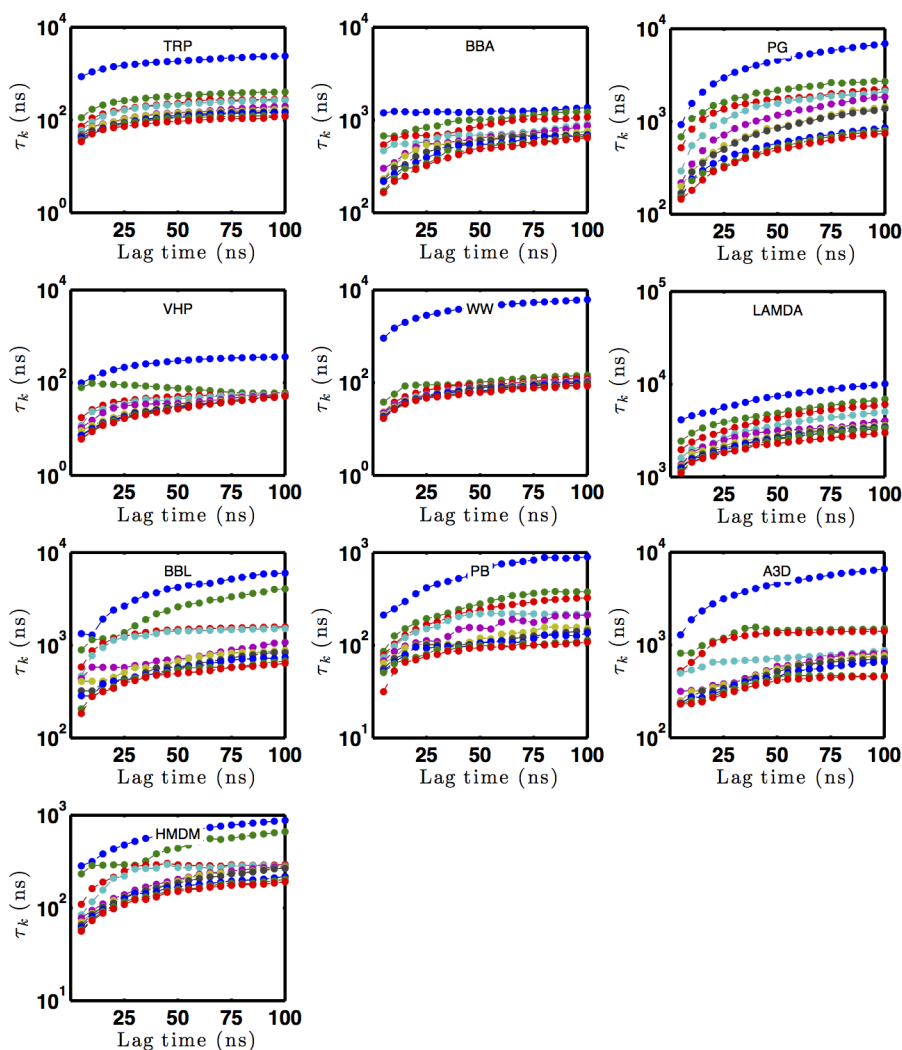 TRP
10^4
10^2
10^0
τ_k (ns)
25 50 75 100
Lag time (ns)
BBA
10^4
10^3
10^2
τ_k (ns)
25 50 75 100
Lag time (ns)
PG
10^4
10^3
10^2
τ_k (ns)
25 50 75 100
Lag time (ns)
VHP
10^4
10^2
10^0
τ_k (ns)
25 50 75 100
Lag time (ns)
WW
10^4
10^2
10^0
τ_k (ns)
25 50 75 100
Lag time (ns)
LAMDA
10^5
10^4
10^3
τ_k (ns)
25 50 75 100
Lag time (ns)
BBL
10^4
10^3
10^2
τ_k (ns)
25 50 75 100
Lag time (ns)
PB
10^3
10^2
10^1
τ_k (ns)
25 50 75 100
Lag time (ns)
A3D
10^4
10^3
10^2
τ_k (ns)
25 50 75 100
Lag time (ns)
HMDM
10^3
10^2
10^1
τ_k (ns)
25 50 75 100
Lag time (ns)